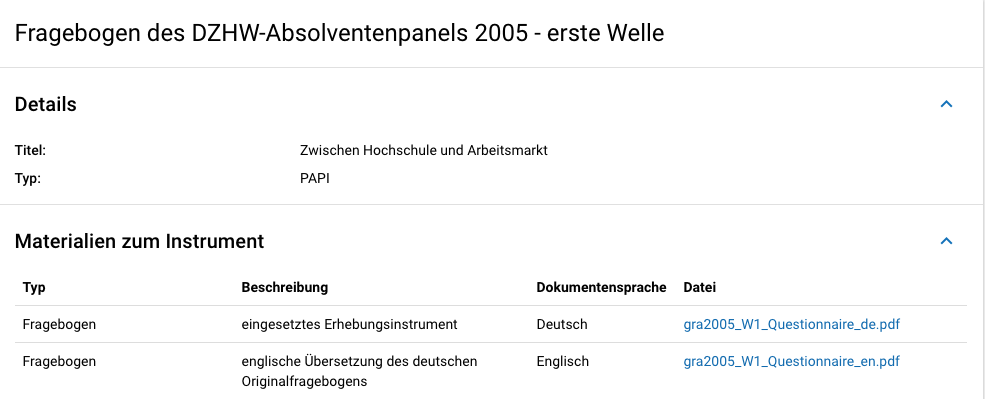 Fragebogen des DZHW-Absolventenpanels 2005 - erste Welle
Details
Titel: Zwischen Hochschule und Arbeitsmarkt
Typ: PAPI
Materialien zum Instrument
Typ Beschreibung Dokumentensprache Datei
Fragebogen eingesetztes Erhebungsinstrument Deutsch gra2005_W1_Questionnaire_de.pdf
Fragebogen englische Übersetzung des deutschen Englisch gra2005_W1_Questionnaire_en.pdf
Originalfragebogens